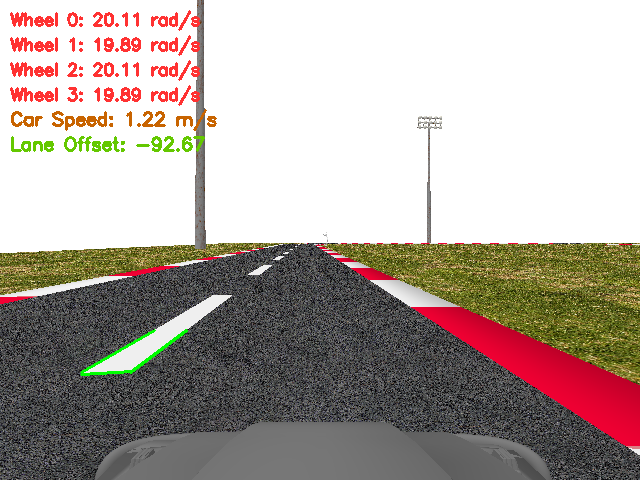 Wheel 0: 20.11 rad/s
Wheel 1: 19.89 rad/s
Wheel 2: 20.11 rad/s
Wheel 3: 19.89 rad/s
Car Speed: 1.22 m/s
Lane Offset: -92.67